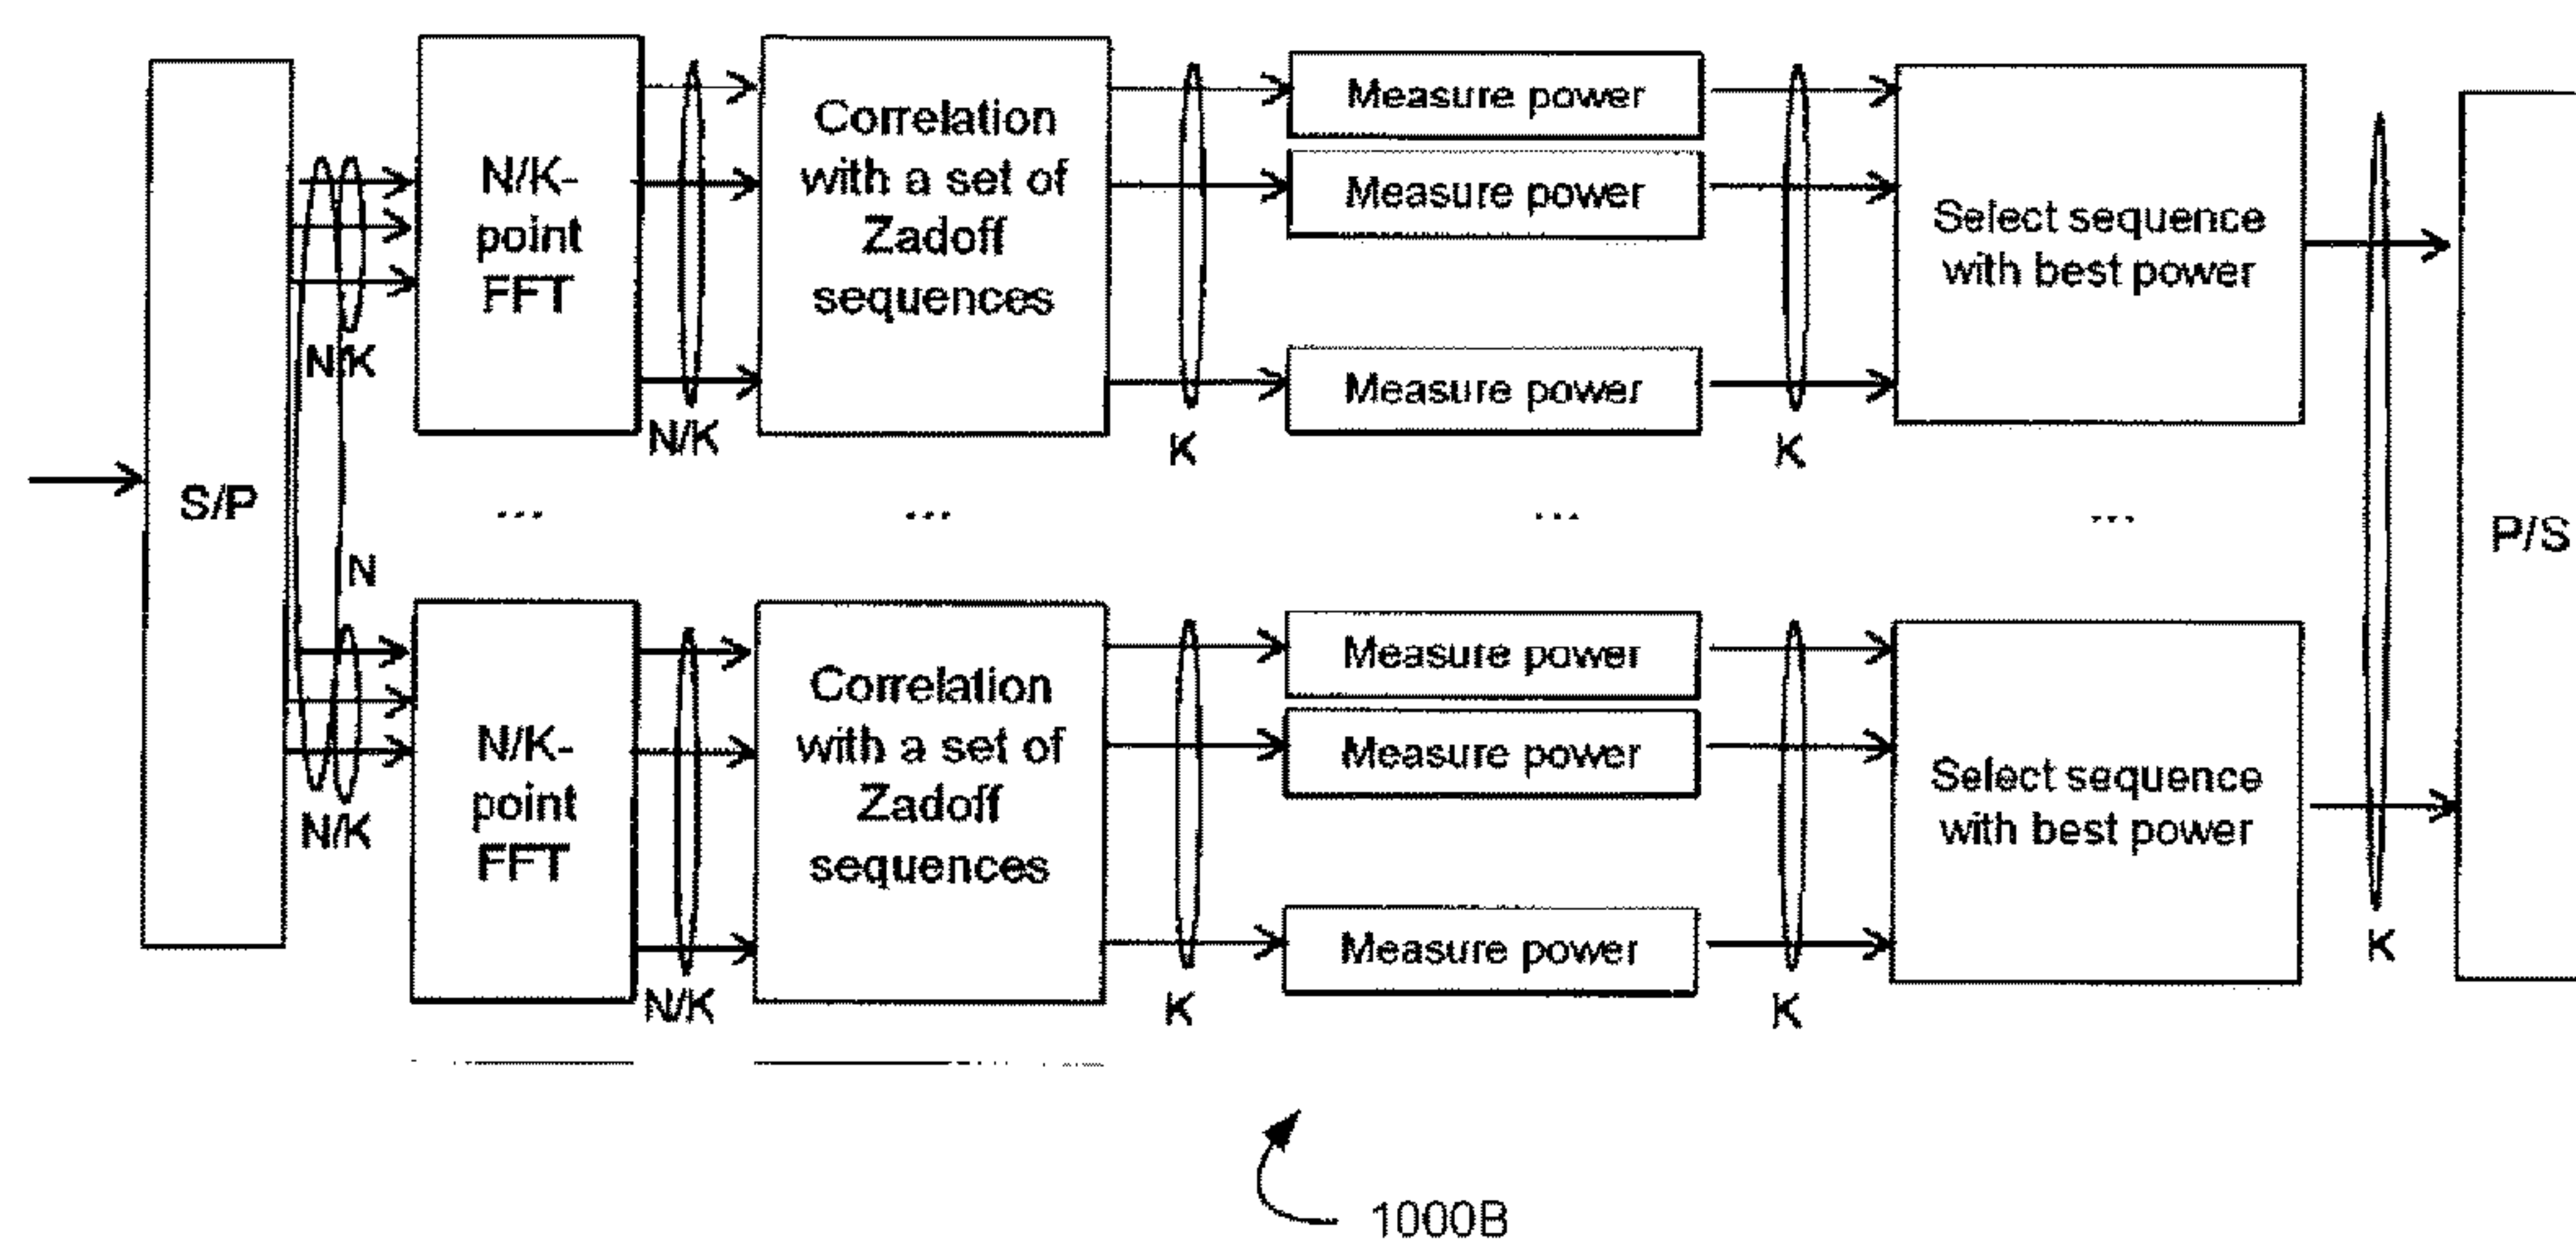 S/P
N/K
N
N/K
N/K-
point
FFT
N/K
Correlation
with a set of
Zadoff
sequences
K
Measure power
Measure power
Measure power
K
Select sequence
with best power
...
...
...
...
N/K-
point
FFT
N/K
Correlation
with a set of
Zadoff
sequences
K
Measure power
Measure power
Measure power
K
Select sequence
with best power
K
P/S
1000B